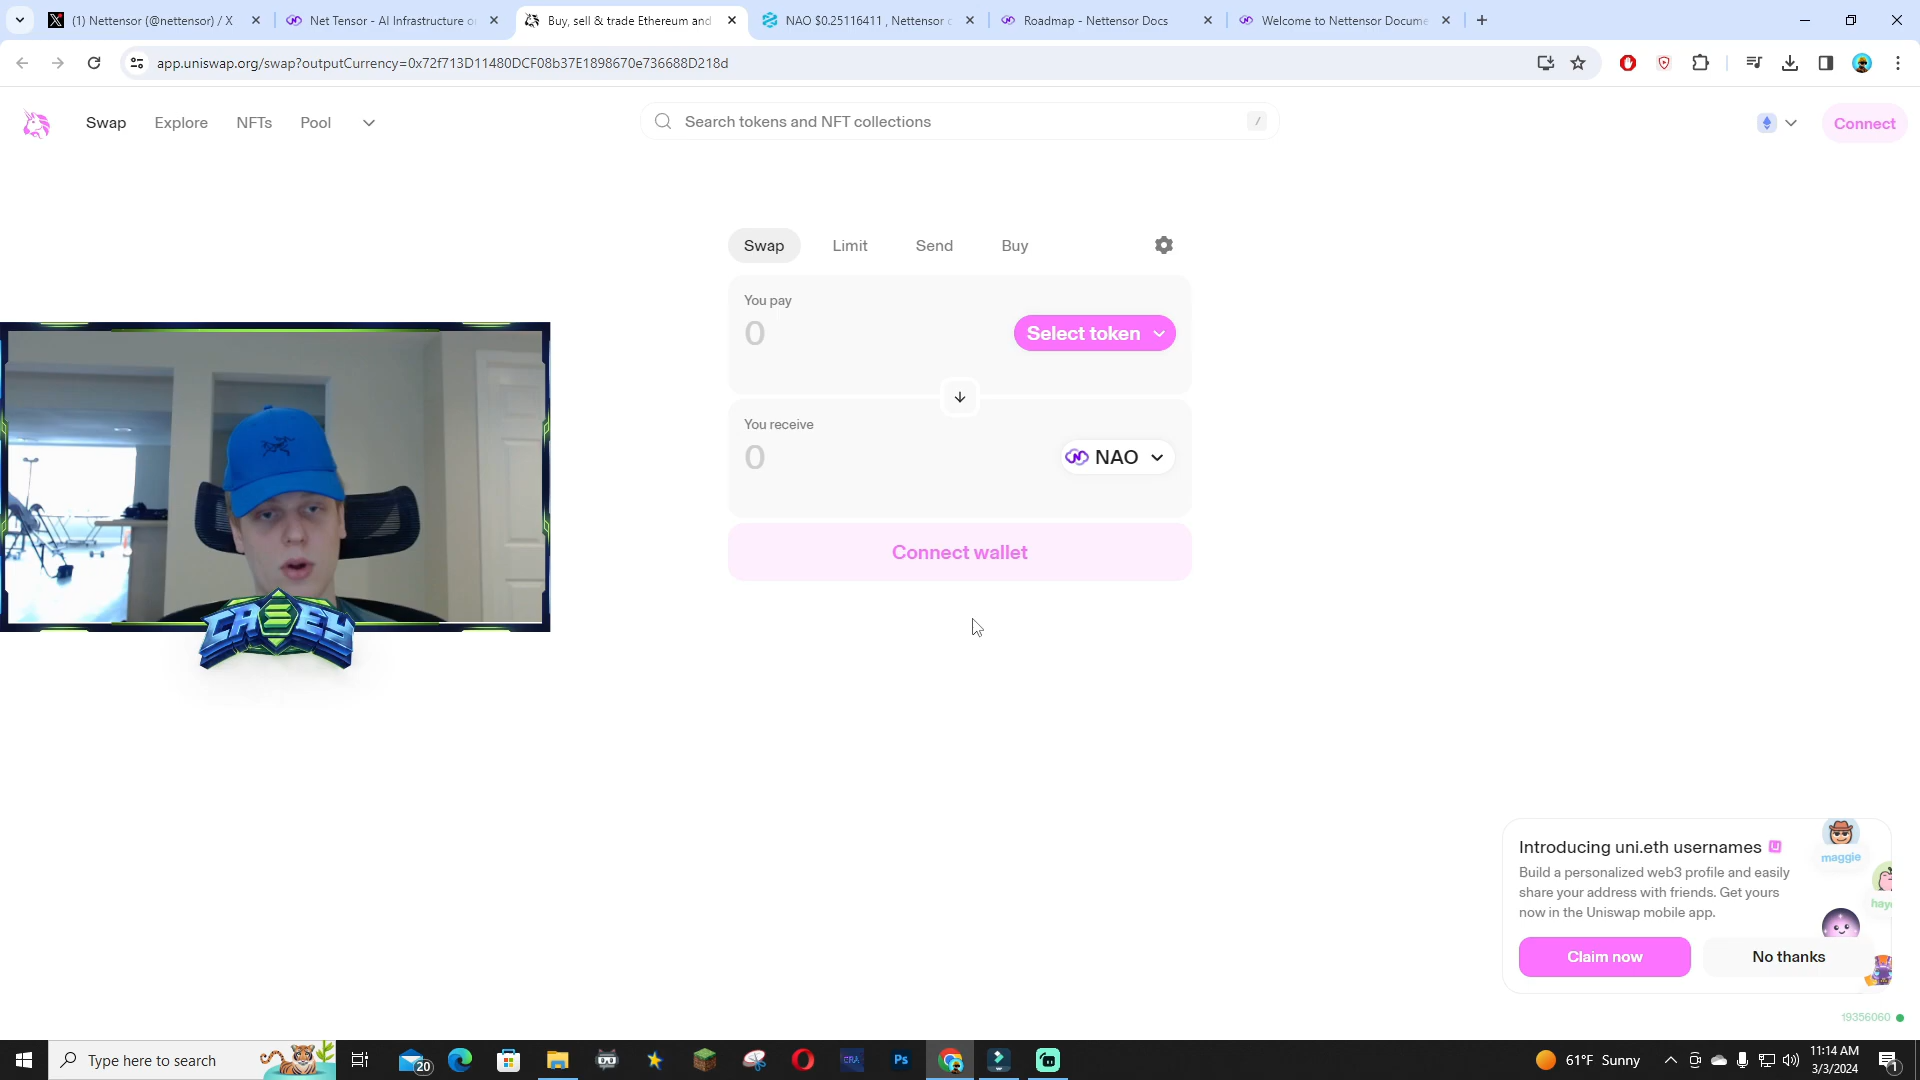 (1) Nettensor (@nettensor) / X
Net Tensor - AI Infrastructure o
Buy, sell & trade Ethereum and
NAO $0.25116411 , Nettensor c
Roadmap - Nettensor Docs
Welcome to Nettensor Docume
app.uniswap.org/swap?outputCurrency=0x72f713D11480DCF08b37E1898670e736688D218d
Swap
Explore
NFTs
Pool
Search tokens and NFT collections
/
Connect
Swap
Limit
Send
Buy
You pay
0
Select token
You receive
0
NAO
Connect wallet
CASEY
Introducing uni.eth usernames
Build a personalized web3 profile and easily
share your address with friends. Get yours
now in the Uniswap mobile app.
maggie
Claim now
No thanks
19356060
Type here to search
20
Ps
61°F Sunny
11:14 AM
3/3/2024
1